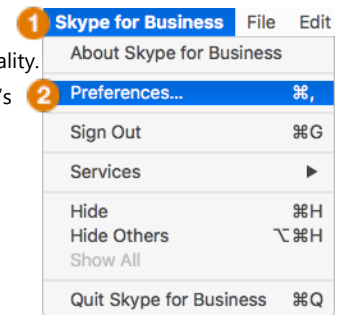 1 Skype for Business File Edit
ality.
About Skype for Business
's
2 Preferences... ⌘,
Sign Out ⌘G
Services ▶
Hide ⌘H
Hide Others ⌥⌘H
Show All
Quit Skype for Business ⌘Q